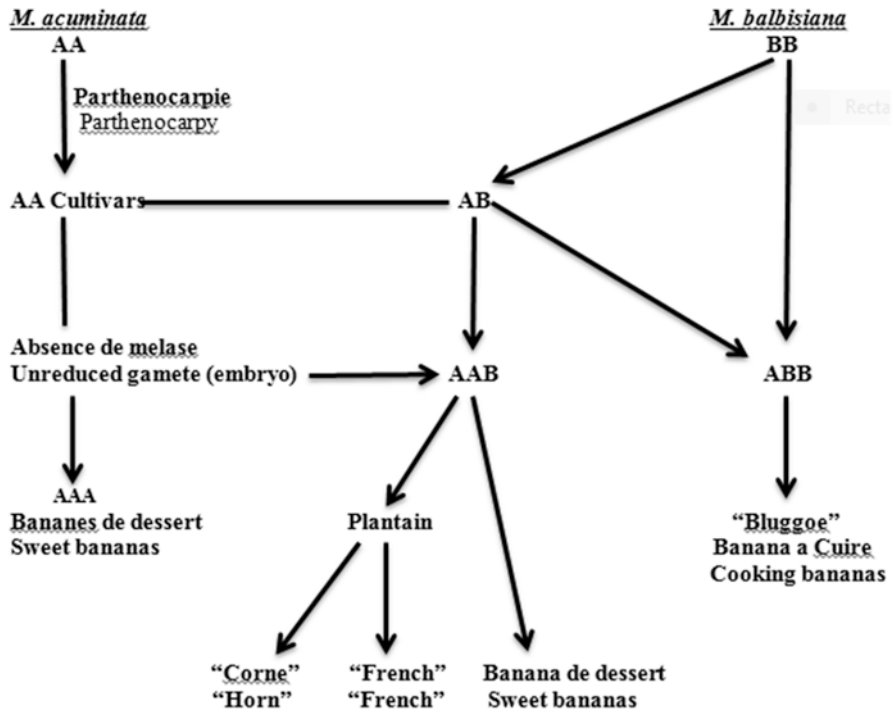 M. acuminata
AA
M. balbisiana
BB
Parthenocarpie
Parthenocarpy
Recta
AA Cultivars
AB
Absence de melase
Unreduced gamete (embryo)
AAB
ABB
AAA
Bananes de dessert
Sweet bananas
Plantain
“Bluggoe”
Banana a Cuire
Cooking bananas
“Corne”
“Horn”
“French”
“French”
Banana de dessert
Sweet bananas